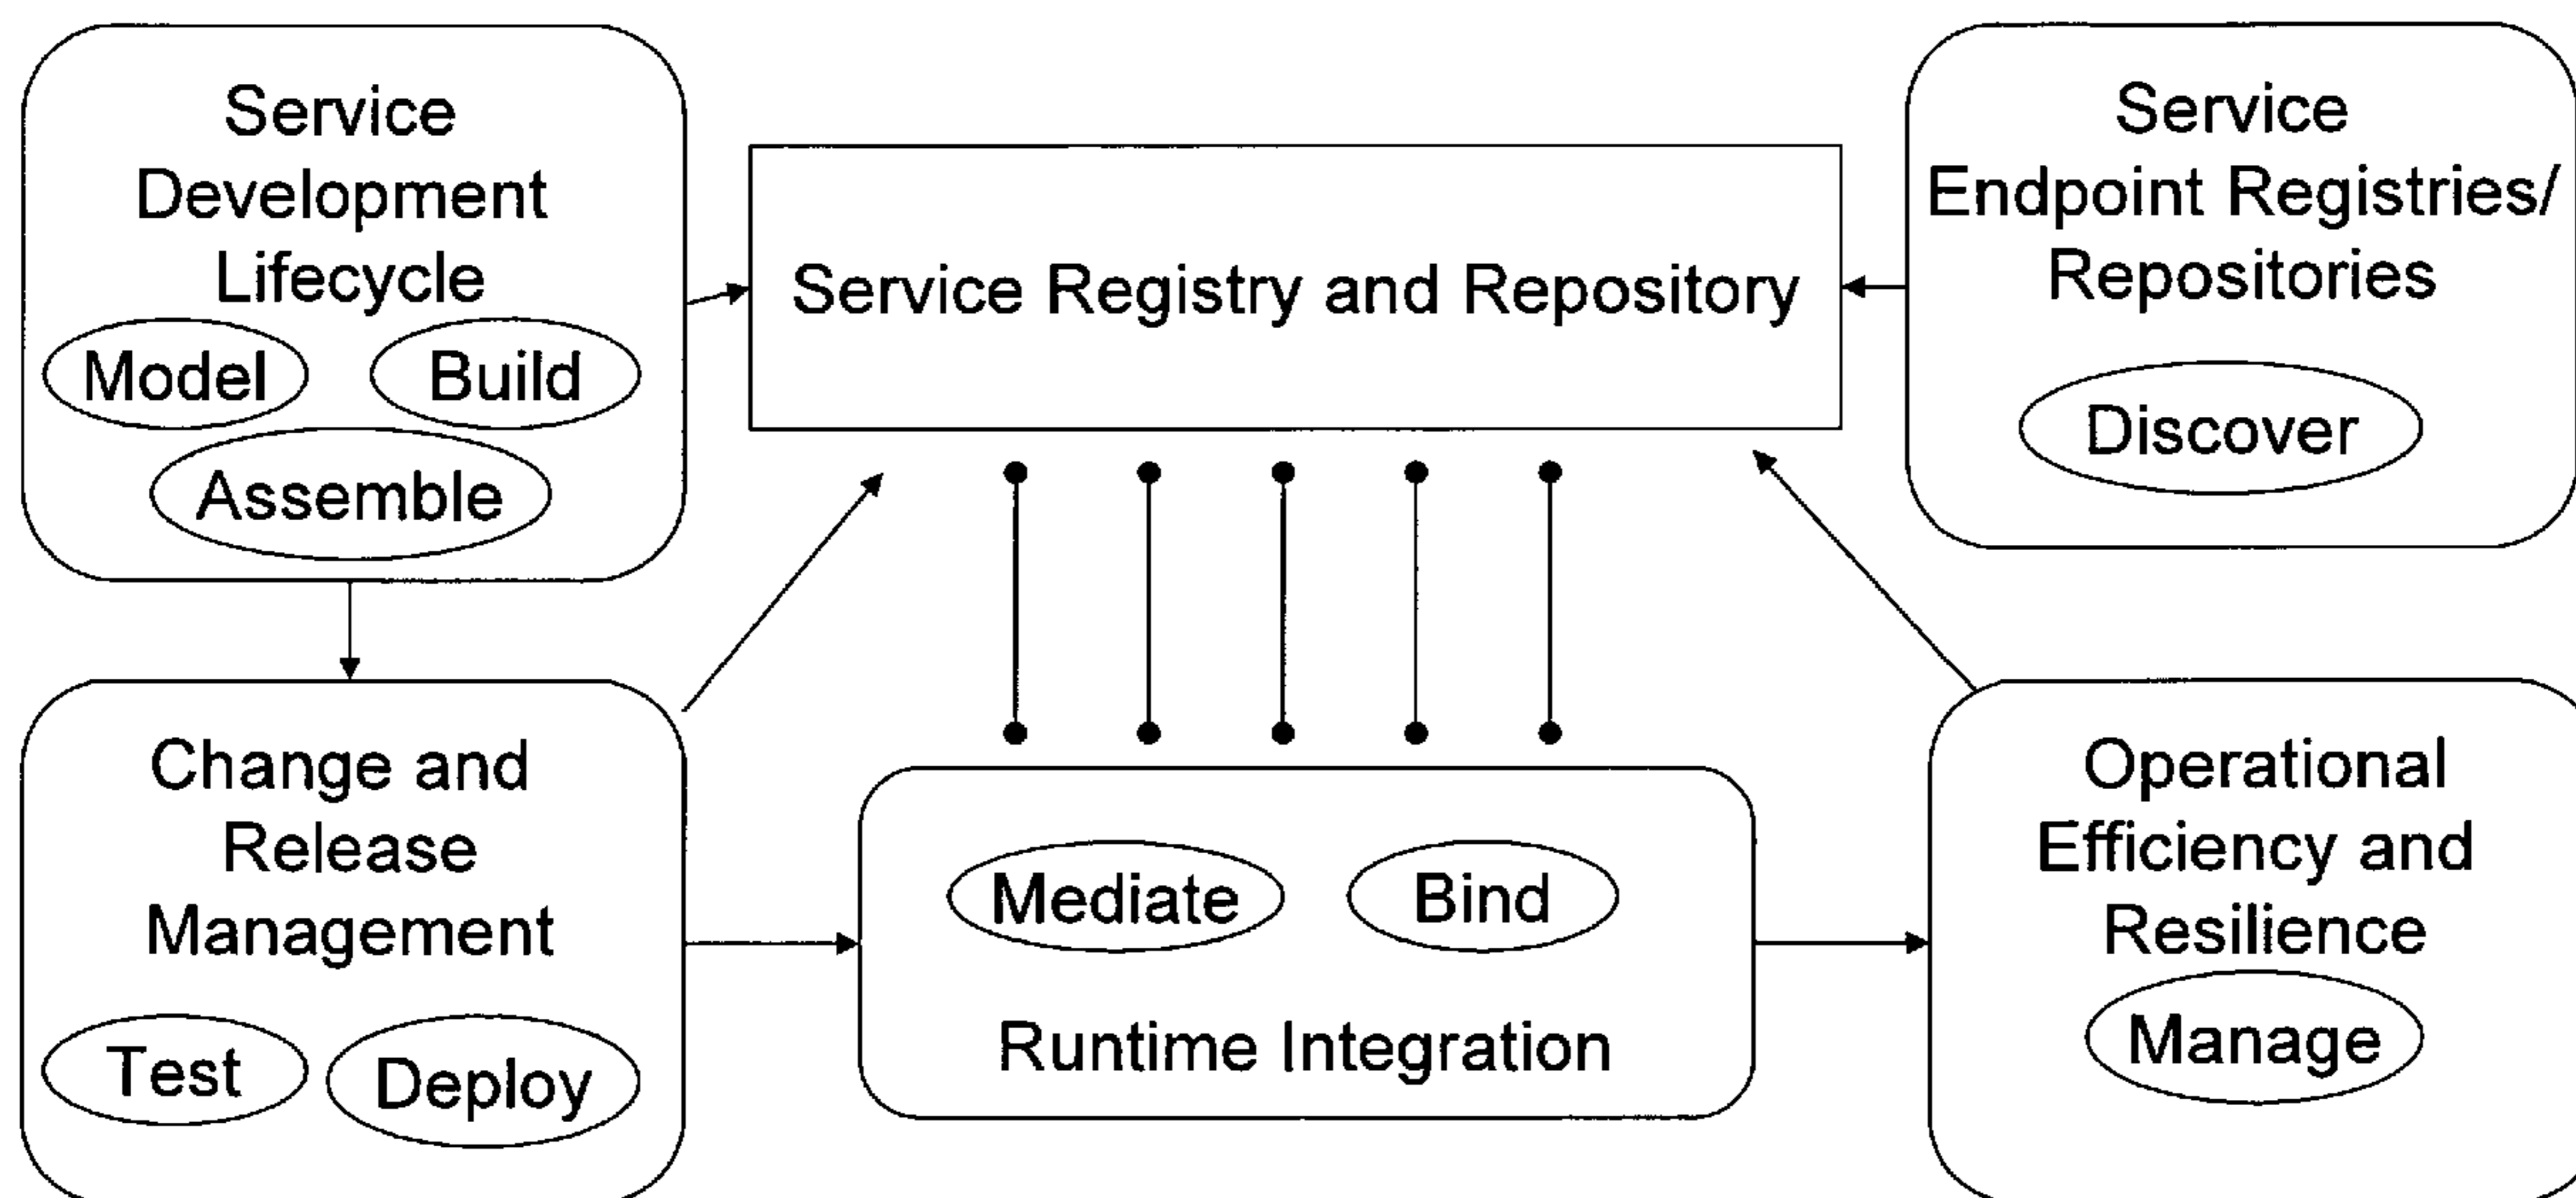 Service
Development
Lifecycle
Model
Build
Assemble
Service Registry and Repository
Service
Endpoint Registries/
Repositories
Discover
Change and
Release
Management
Test
Deploy
Mediate
Bind
Runtime Integration
Operational
Efficiency and
Resilience
Manage